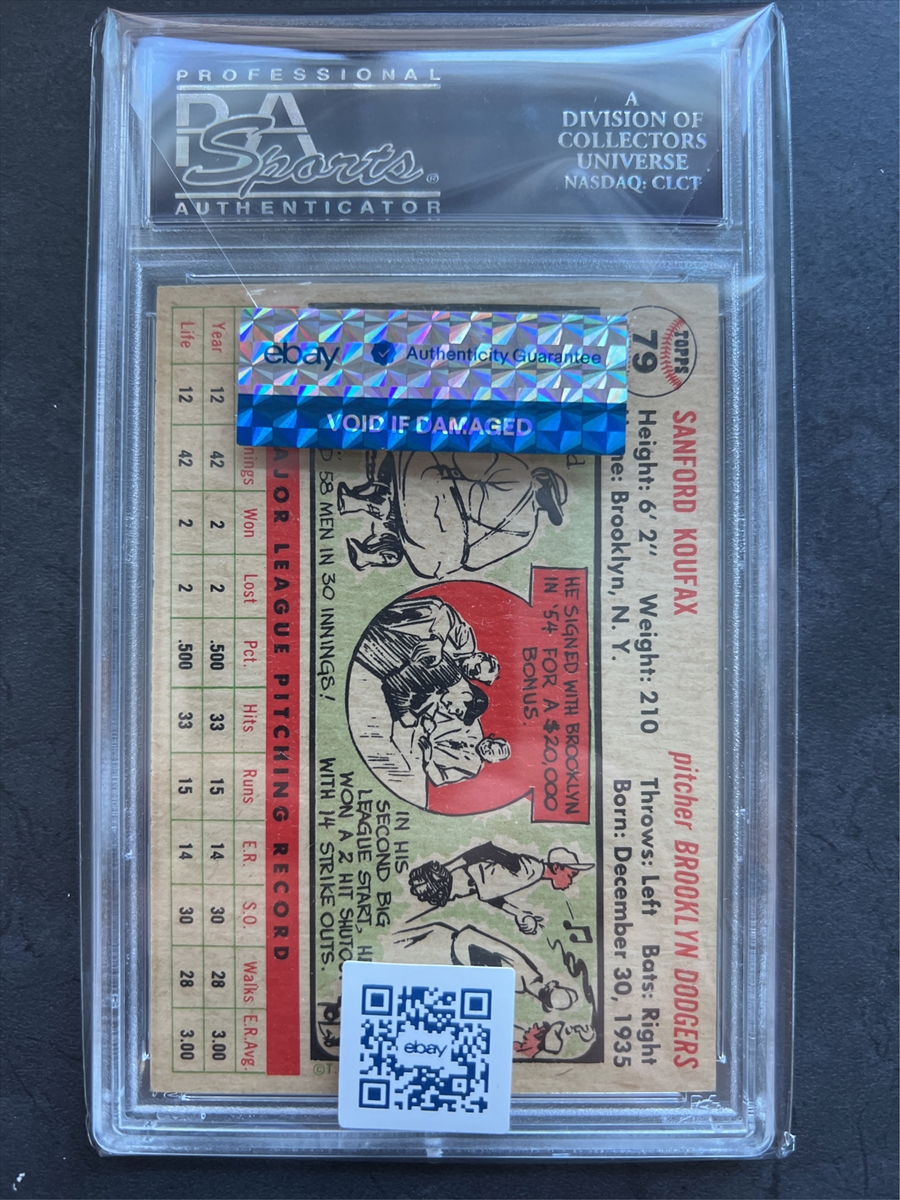 PROFESSIONAL
PSA
Sports®
AUTHENTICATOR
A
DIVISION OF
COLLECTORS
UNIVERSE
NASDAQ: CLCT
ebay Authenticity Guarantee
VOID IF DAMAGED
TOPPS
79
SANFORD KOUFAX pitcher BROOKLYN DODGERS
Height: 6' 2" Weight: 210 Throws: Left Bats: Right
Brooklyn, N. Y. Born: December 30, 1935
58 MEN IN 30 INNINGS!
HE SIGNED WITH BROOKLYN
IN '54 FOR A $20,000
BONUS.
IN HIS
SECOND BIG
LEAGUE START,
WON A 2 HIT
WITH 14 STRIKE OUTS.
LEAGUE PITCHING RECORD
Year Won Lost Pct. Hits Runs E.R. S.O. Walks E.R.Avg.
12 42 2 2 .500 33 15 14 30 28 3.00
Life 12 42 2 2 .500 33 15 14 30 28 3.00
ebay